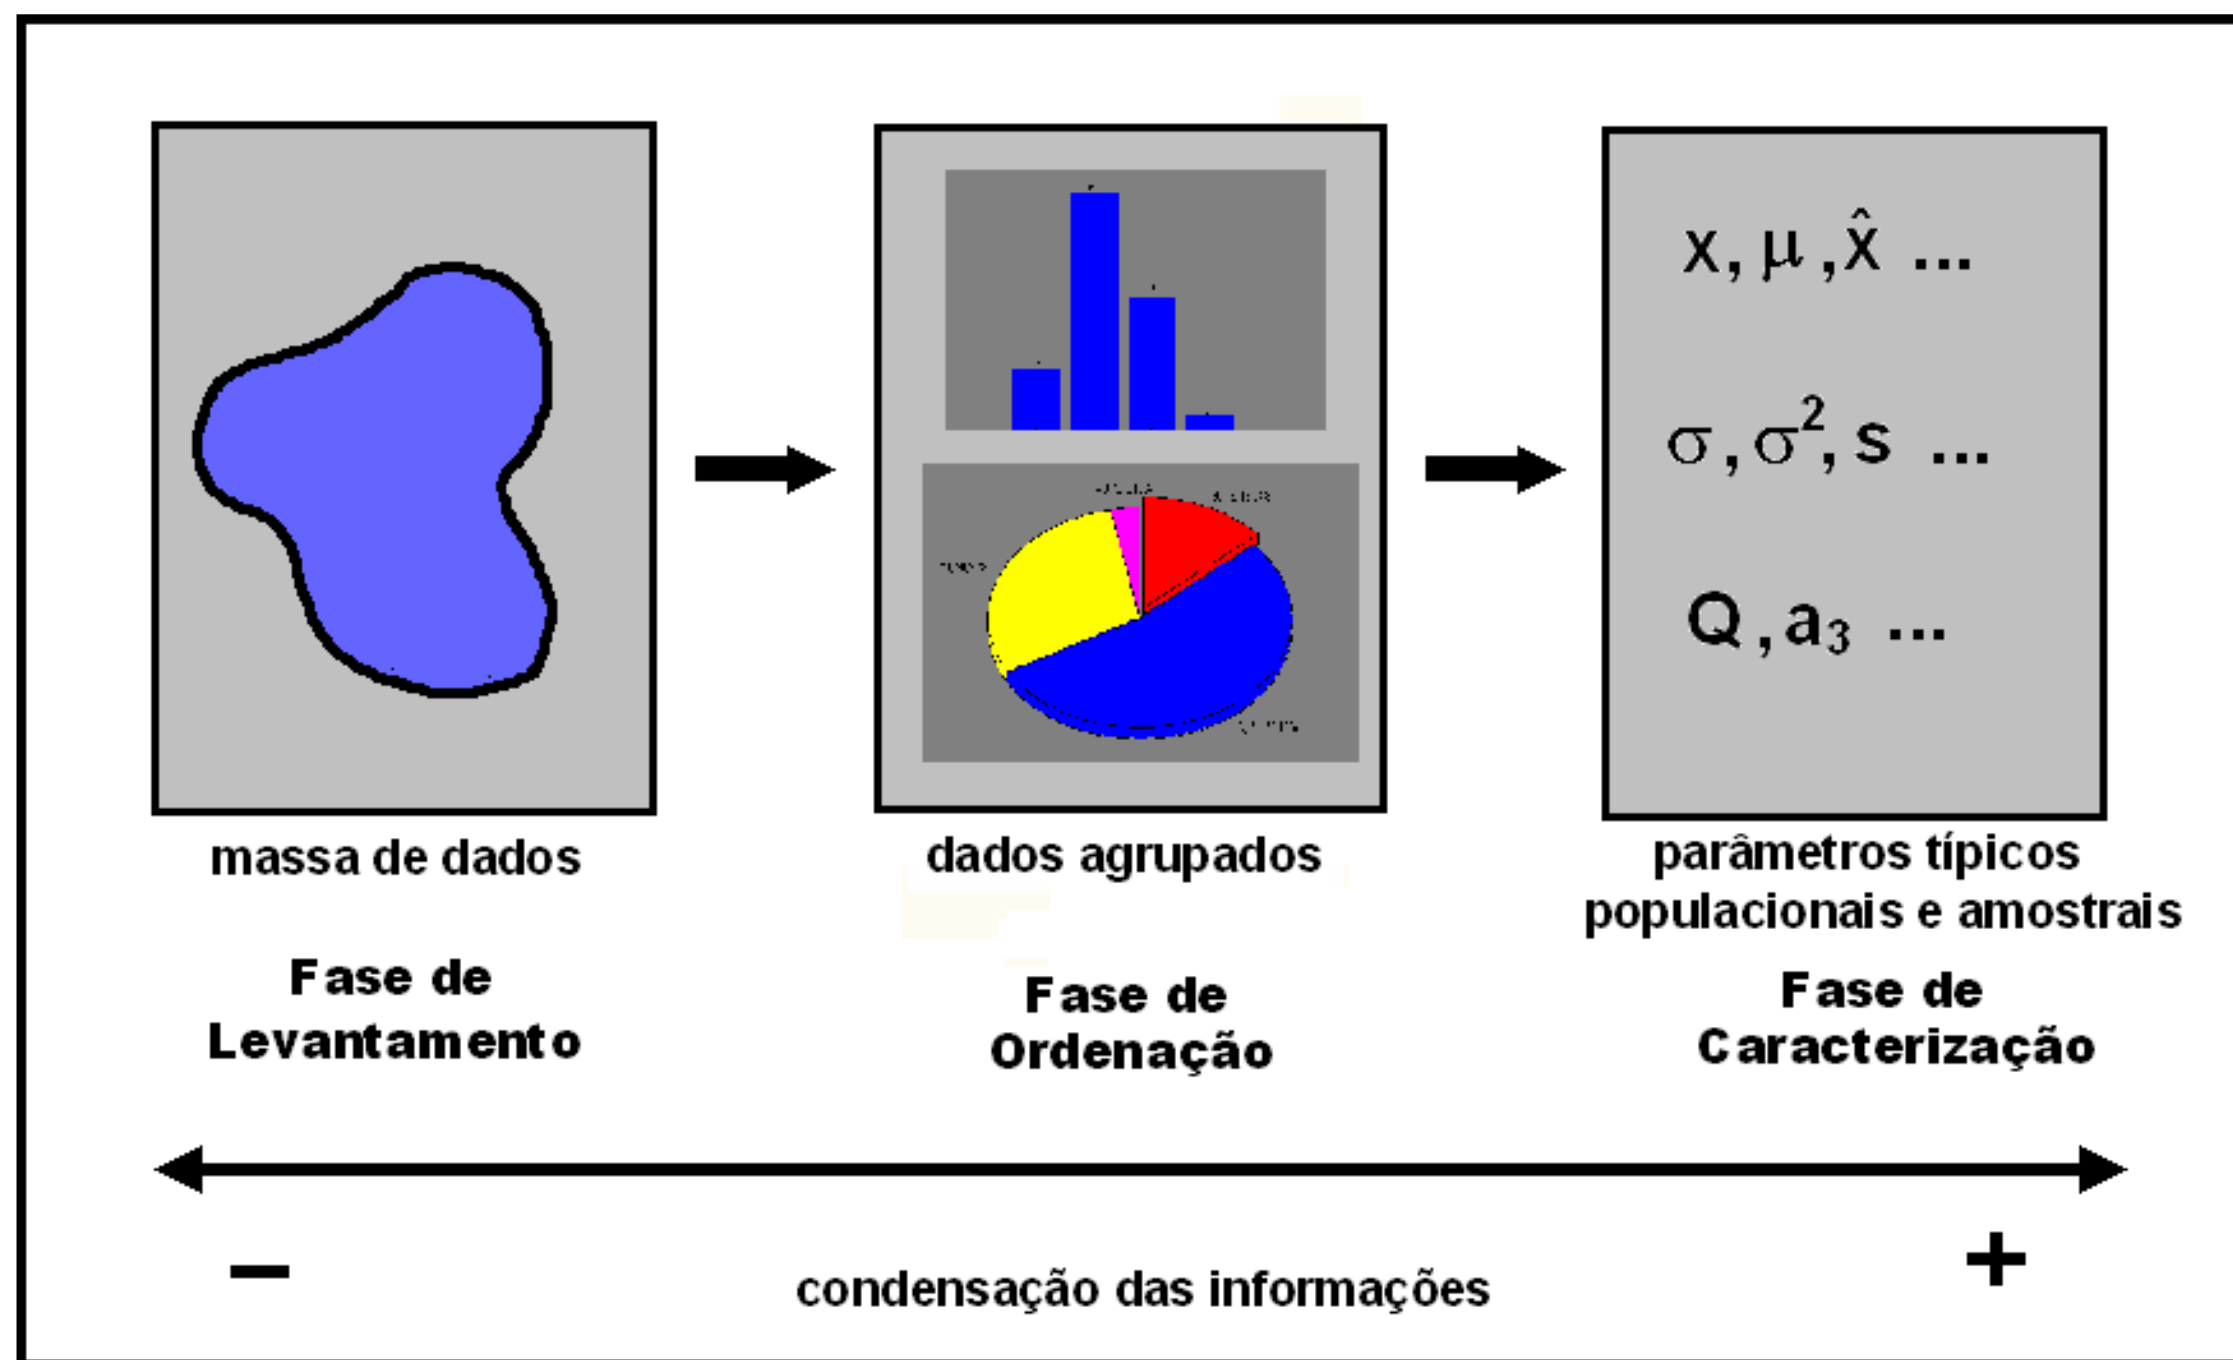 x, μ, x̂ ...
σ, σ², s ...
Q, a₃ ...
massa de dados
dados agrupados
parâmetros típicos
populacionais e amostrais
Fase de
Levantamento
Fase de
Ordenação
Fase de
Caracterização
− +
condensação das informações